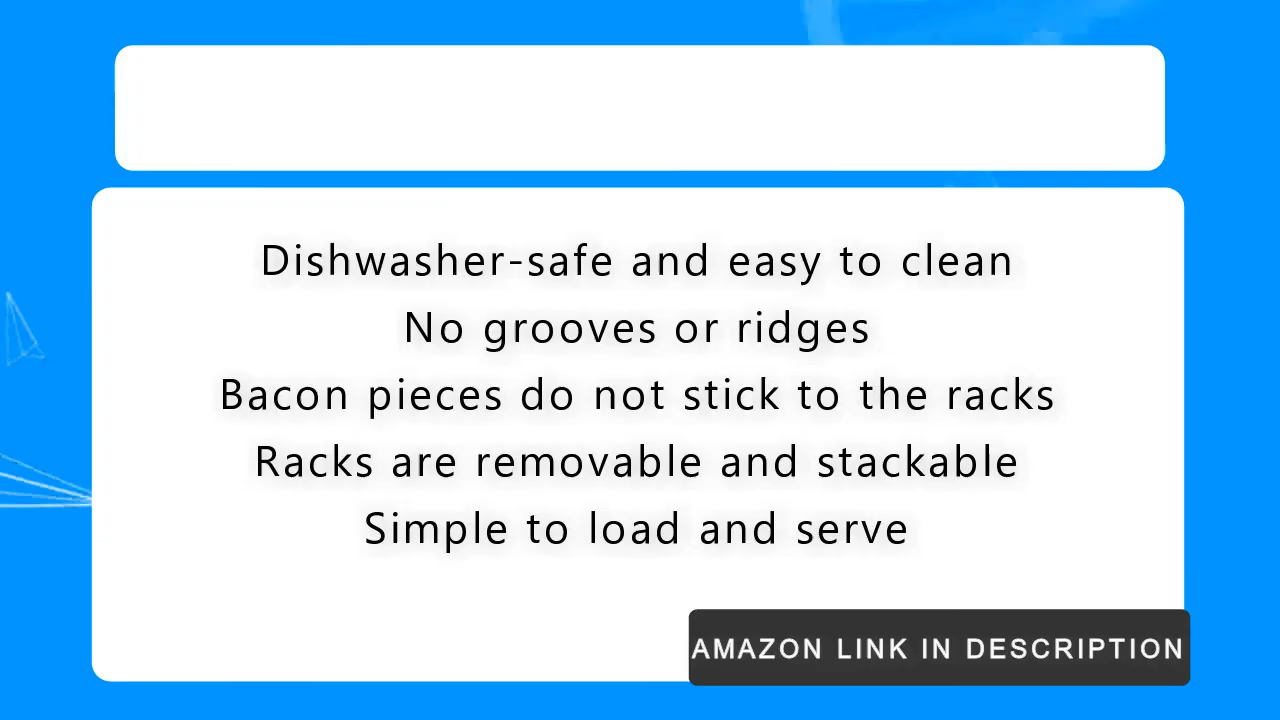 Dishwasher-safe and easy to clean
No grooves or ridges
Bacon pieces do not stick to the racks
Racks are removable and stackable
Simple to load and serve
AMAZON LINK IN DESCRIPTION